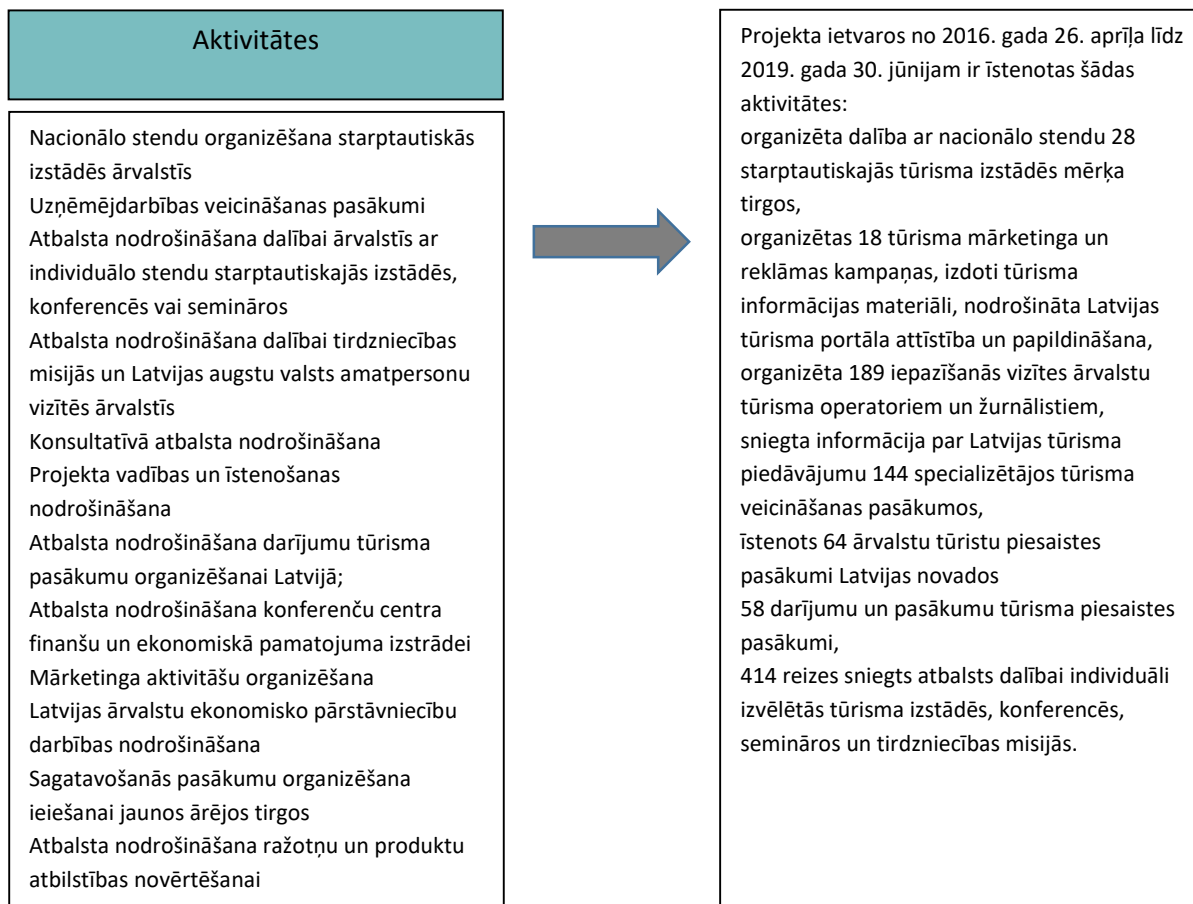 Aktivitātes
Nacionālo stendu organizēšana starptautiskās
izstādēs ārvalstīs
Uzņēmējdarbības veicināšanas pasākumi
Atbalsta nodrošināšana dalībai ārvalstīs ar
individuālo stendu starptautiskajās izstādēs,
konferencēs vai semināros
Atbalsta nodrošināšana dalībai tirdzniecības
misijās un Latvijas augstu valsts amatpersonu
vizītēs ārvalstīs
Konsultatīvā atbalsta nodrošināšana
Projekta vadības un īstenošanas
nodrošināšana
Atbalsta nodrošināšana darījumu tūrisma
pasākumu organizēšanai Latvijā;
Atbalsta nodrošināšana konferenču centra
finanšu un ekonomiskā pamatojuma izstrādei
Mārketinga aktivitāšu organizēšana
Latvijas ārvalstu ekonomisko pārstāvniecību
darbības nodrošināšana
Sagatavošanās pasākumu organizēšana
ieiešanai jaunos ārējos tirgos
Atbalsta nodrošināšana ražotņu un produktu
atbilstības novērtēšanai
Projekta ietvaros no 2016. gada 26. aprīļa līdz
2019. gada 30. jūnijam ir īstenotas šādas
aktivitātes:
organizēta dalība ar nacionālo stendu 28
starptautiskajās tūrisma izstādēs mērķa
tirgos,
organizētas 18 tūrisma mārketinga un
reklāmas kampaņas, izdoti tūrisma
informācijas materiāli, nodrošināta Latvijas
tūrisma portāla attīstība un papildināšana,
organizēta 189 iepazīšanās vizītes ārvalstu
tūrisma operatoriem un žurnālistiem,
sniegta informācija par Latvijas tūrisma
piedāvājumu 144 specializētājos tūrisma
veicināšanas pasākumos,
īstenots 64 ārvalstu tūristu piesaistes
pasākumi Latvijas novados
58 darījumu un pasākumu tūrisma piesaistes
pasākumi,
414 reizes sniegts atbalsts dalībai individuāli
izvēlētās tūrisma izstādēs, konferencēs,
semināros un tirdzniecības misijās.